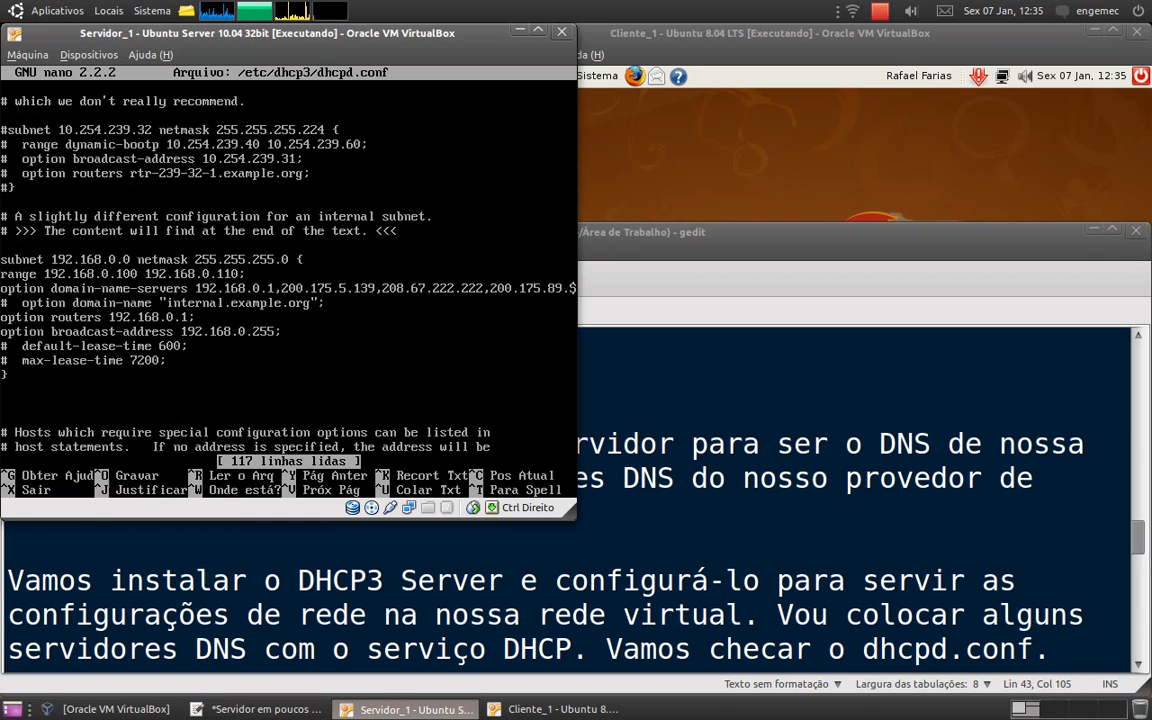 Aplicativos Locais Sistema Sex 07 Jan, 12:35 engemec
Servidor_1 - Ubuntu Server 10.04 32bit [Executando] - Oracle VM VirtualBox
Máquina Dispositivos Ajuda (H)
GNU nano 2.2.2 Arquivo: /etc/dhcp3/dhcpd.conf
# which we don't really recommend.
#subnet 10.254.239.32 netmask 255.255.255.224 {
#  range dynamic-bootp 10.254.239.40 10.254.239.60;
#  option broadcast-address 10.254.239.31;
#  option routers rtr-239-32-1.example.org;
#}
# A slightly different configuration for an internal subnet.
# >>> The content will find at the end of the text. <<<
subnet 192.168.0.0 netmask 255.255.255.0 {
range 192.168.0.100 192.168.0.110;
option domain-name-servers 192.168.0.1,200.175.5.139,208.67.222.222,200.175.89.$
#  option domain-name "internal.example.org";
option routers 192.168.0.1;
option broadcast-address 192.168.0.255;
#  default-lease-time 600;
#  max-lease-time 7200;
}
# Hosts which require special configuration options can be listed in
# host statements.   If no address is specified, the address will be
[ 117 linhas lidas ]
^G Obter Ajud ^O Gravar ^R Ler o Arq ^Y Pág Anter ^K Recort Txt ^C Pos Atual
^X Sair ^J Justificar ^W Onde está? ^V Próx Pág ^U Colar Txt ^T Para Spell
Ctrl Direito
Cliente_1 - Ubuntu 8.04 LTS [Executando] - Oracle VM VirtualBox
da (H)
Sistema Rafael Farias Sex 07 Jan, 12:35
/Área de Trabalho) - gedit
rvidor para ser o DNS de nossa
es DNS do nosso provedor de
Vamos instalar o DHCP3 Server e configurá-lo para servir as
configurações de rede na nossa rede virtual. Vou colocar alguns
servidores DNS com o serviço DHCP. Vamos checar o dhcpd.conf.
Texto sem formatação Largura das tabulações: 8 Lin 43, Col 105 INS
[Oracle VM VirtualBox] *Servidor em poucos ... Servidor_1 - Ubuntu S... Cliente_1 - Ubuntu 8....